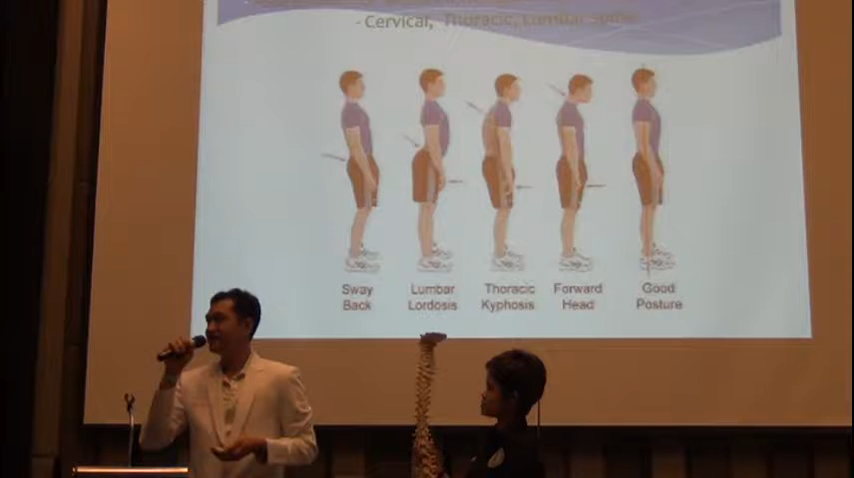 - Cervical, Thoracic, Lumbar Spine
Sway
Back
Lumbar
Lordosis
Thoracic
Kyphosis
Forward
Head
Good
Posture